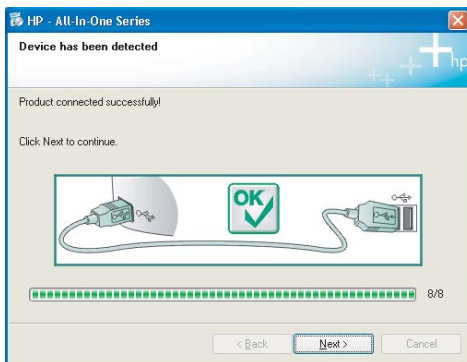 HP - All-In-One Series
Device has been detected
hp
Product connected successfully!
Click Next to continue.
OK
8/8
< Back Next > Cancel